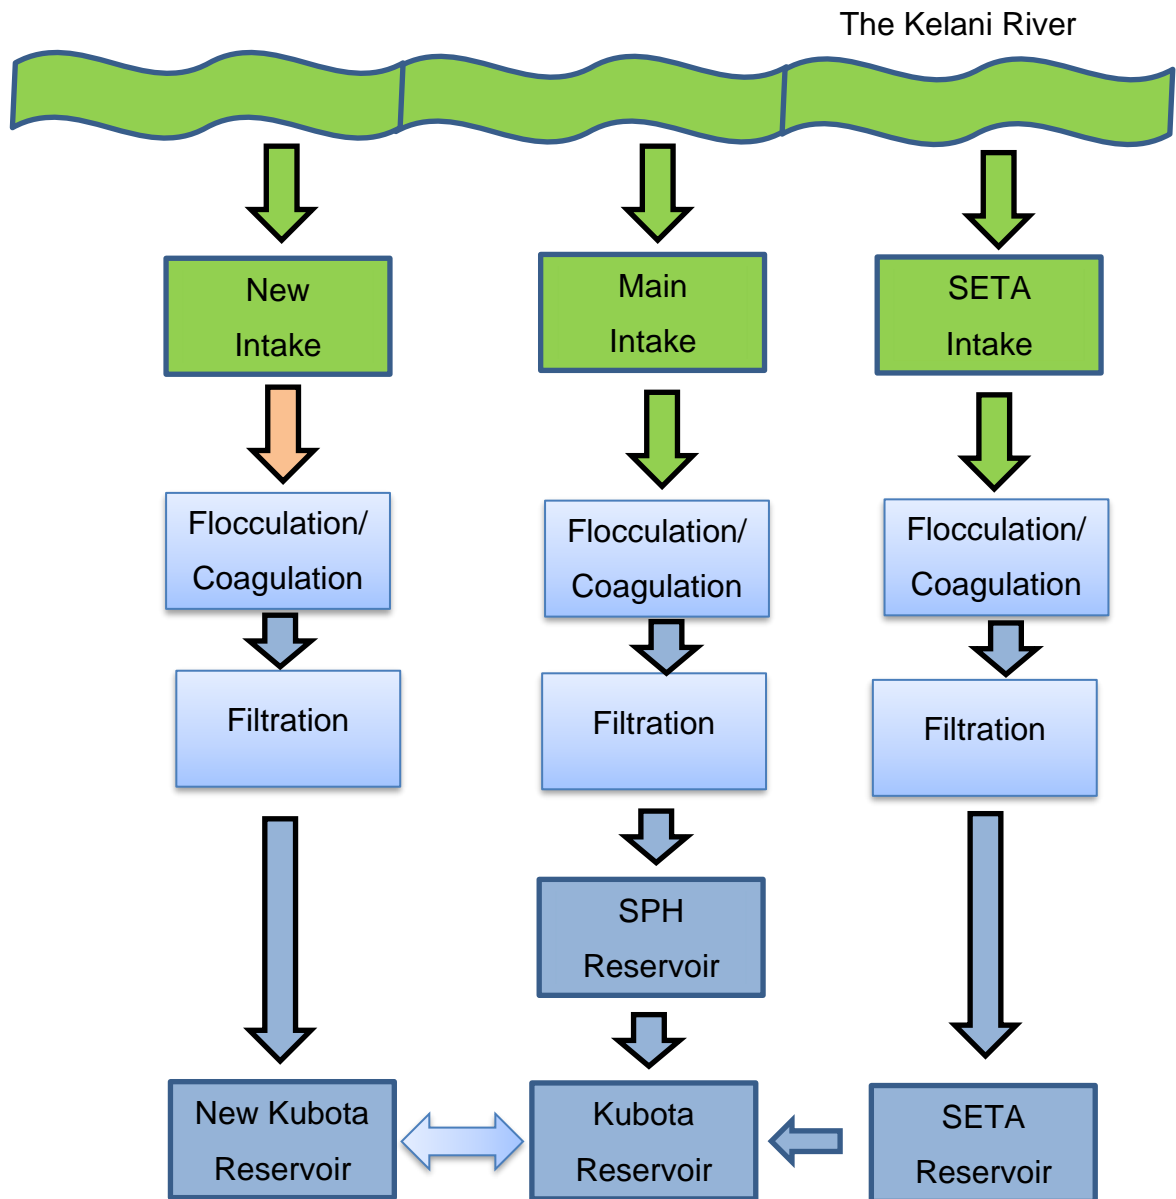 The Kelani River
New
Intake
Main
Intake
SETA
Intake
Flocculation/
Coagulation
Flocculation/
Coagulation
Flocculation/
Coagulation
Filtration
Filtration
Filtration
SPH
Reservoir
New Kubota
Reservoir
Kubota
Reservoir
SETA
Reservoir